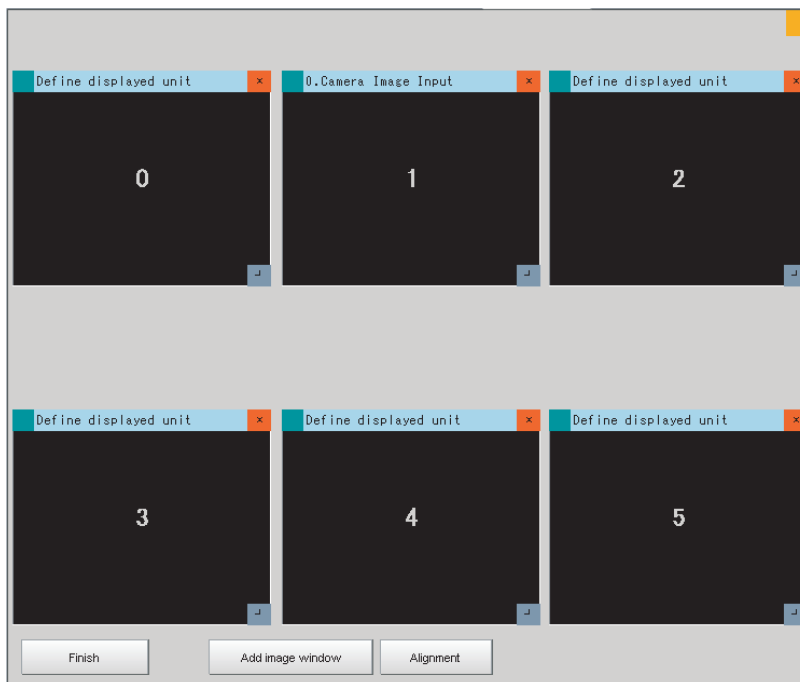 Define displayed unit ×
0.Camera Image Input ×
Define displayed unit ×
0
1
2
Define displayed unit ×
Define displayed unit ×
Define displayed unit ×
3
4
5
Finish
Add image window
Alignment